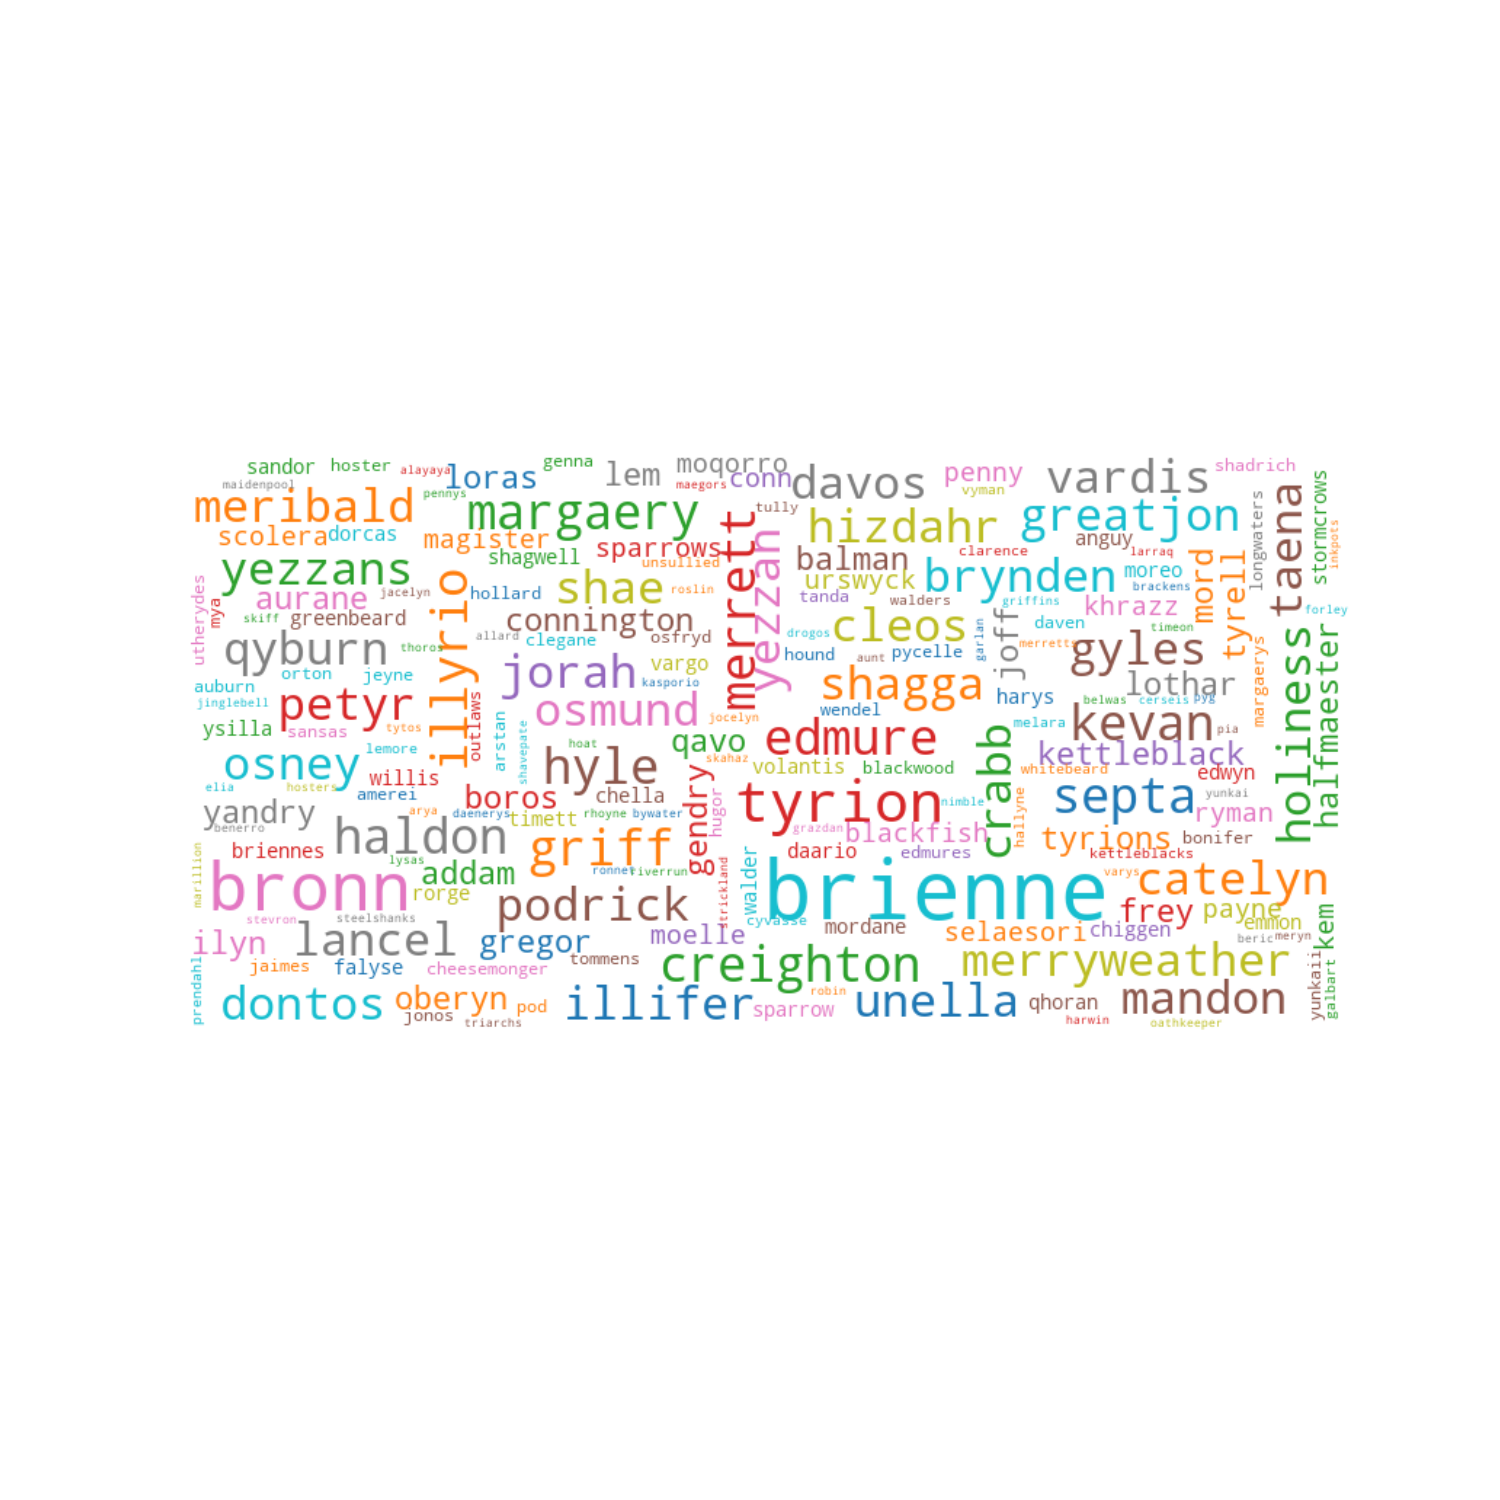 sandor hoster alayaya loras genna lem moqorro maegors conn davos penny vyman vardis shadrich
maidenpool pennys meribald margaery tully hizdahr greatjon longwaters taena stormcrows inkpots
scolera dorcas magister shagwell sparrows unsullied merrett yezzah balman clarence anguy larraq mord tyrell
yezzans hollard shae roslin urswyck brynden moreo brackens
utherydes mya aurane jacelyn illyrio tanda walders griffins khrazz forley
skiff greenbeard connington drogos cleos garlan joff daven timeon
qyburn thoros allard clegane osfryd hound aunt pycelle merretts gyles margaerys holiness halfmaester
orton jeyne jorah vargo kasporio shagga harys lothar
auburn jinglebell petyr outlaws osmund jocelyn wendel belwas cerseis pyg
ysilla sansas tytos arstan shavepate qavo edmure crabb melara kevan pia
osney lemore hoat hyle skahaz volantis blackwood whitebeard kettleblack edwyn
elia hosters willis amerei boros chella gendry hugor tyrion nimble hallyne septa yunkai
yandry benerro arya daenerys timett rhoyne bywater grazdan blackfish tyrions ryman bonifer
marillion briennes haldon lysas addam griff ronnet riverrun strickland walder daario edmures kettleblacks
bronn rorge brienne varys catelyn
stevron steelshanks podrick cyvasse mordane frey payne emmon kem
ilyn lancel gregor moelle selaesori chiggen beric meryn
prendahl jaimes falyse cheesemonger tommens creighton merryweather yunkaii galbart
dontos oberyn pod illifer robin unella qhoran mandon
jonos triarchs sparrow harwin oathkeeper